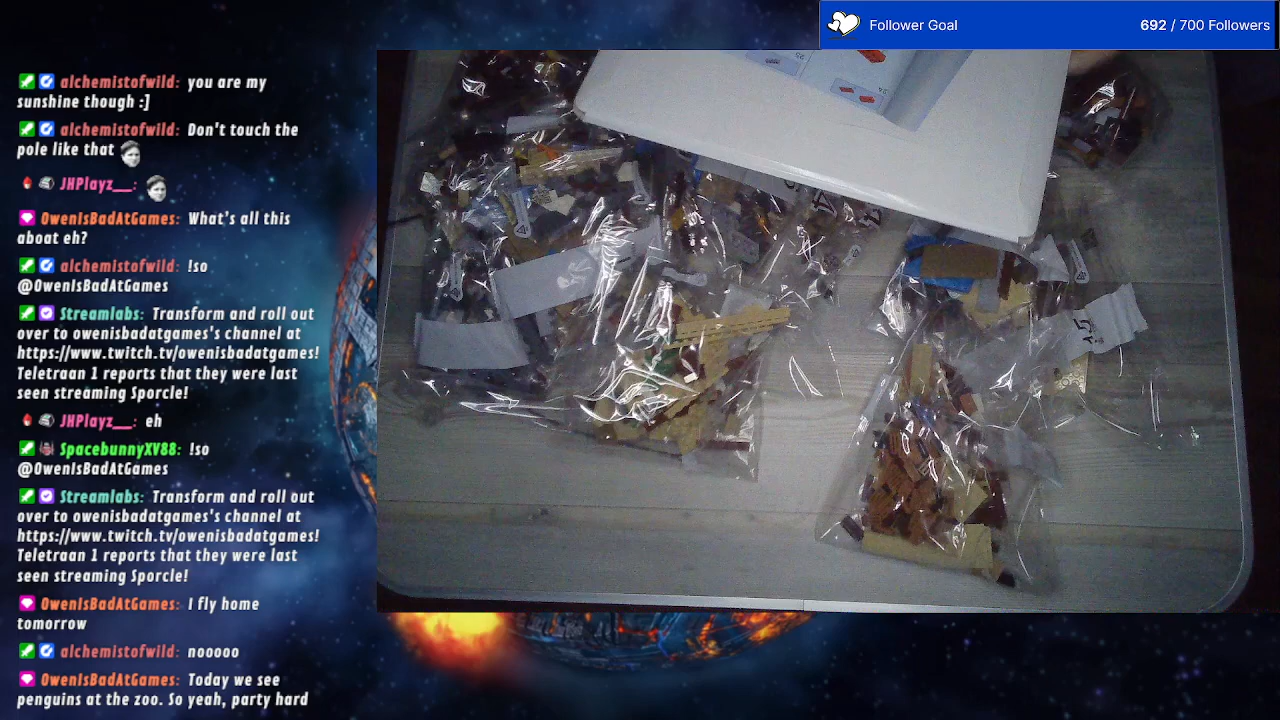 Follower Goal 692 / 700 Followers
alchemistofwild: you are my
sunshine though :]
alchemistofwild: Don't touch the
pole like that
JHPlayz__:
OwenIsBadAtGames: What's all this
aboat eh?
alchemistofwild: !so
@OwenIsBadAtGames
Streamlabs: Transform and roll out
over to owenisbadatgames's channel at
https://www.twitch.tv/owenisbadatgames!
Teletraan 1 reports that they were last
seen streaming Sporcle!
JHPlayz__: eh
SpacebunnyXV88: !so
@OwenIsBadAtGames
Streamlabs: Transform and roll out
over to owenisbadatgames's channel at
https://www.twitch.tv/owenisbadatgames!
Teletraan 1 reports that they were last
seen streaming Sporcle!
OwenIsBadAtGames: I fly home
tomorrow
alchemistofwild: nooooo
OwenIsBadAtGames: Today we see
penguins at the zoo. So yeah, party hard